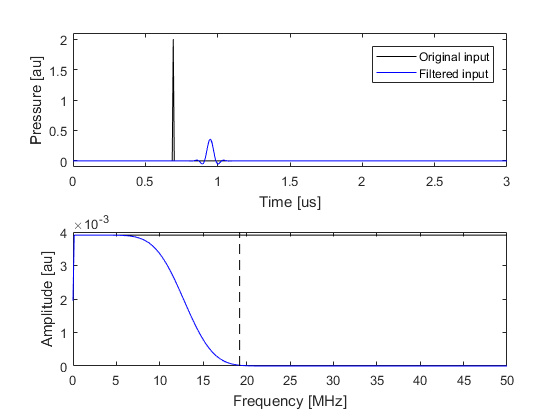 2
1.5
1
0.5
0
Pressure [au]
Original input
Filtered input
0 0.5 1 1.5 2 2.5 3
Time [us]
×10-3
4
3
2
1
0
Amplitude [au]
0 5 10 15 20 25 30 35 40 45 50
Frequency [MHz]